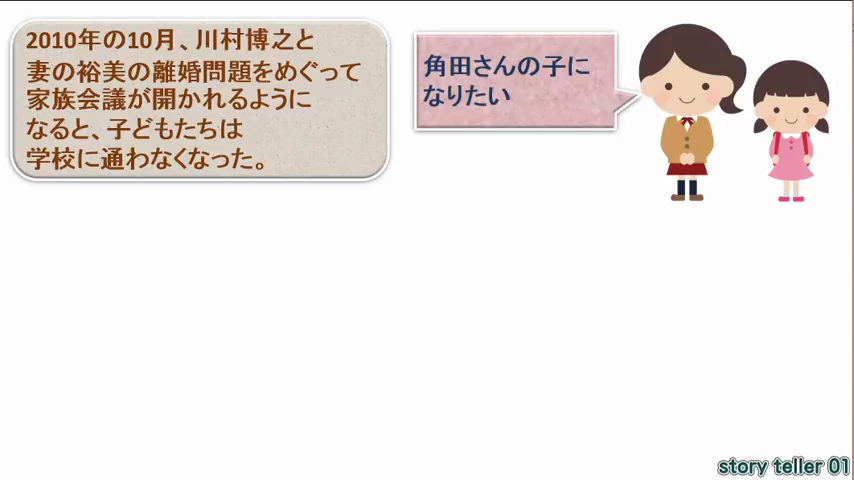 2010年の10月、川村博之と
妻の裕美の離婚問題をめぐって
家族会議が開かれるように
なると、子どもたちは
学校に通わなくなった。
角田さんの子に
なりたい
story teller 01